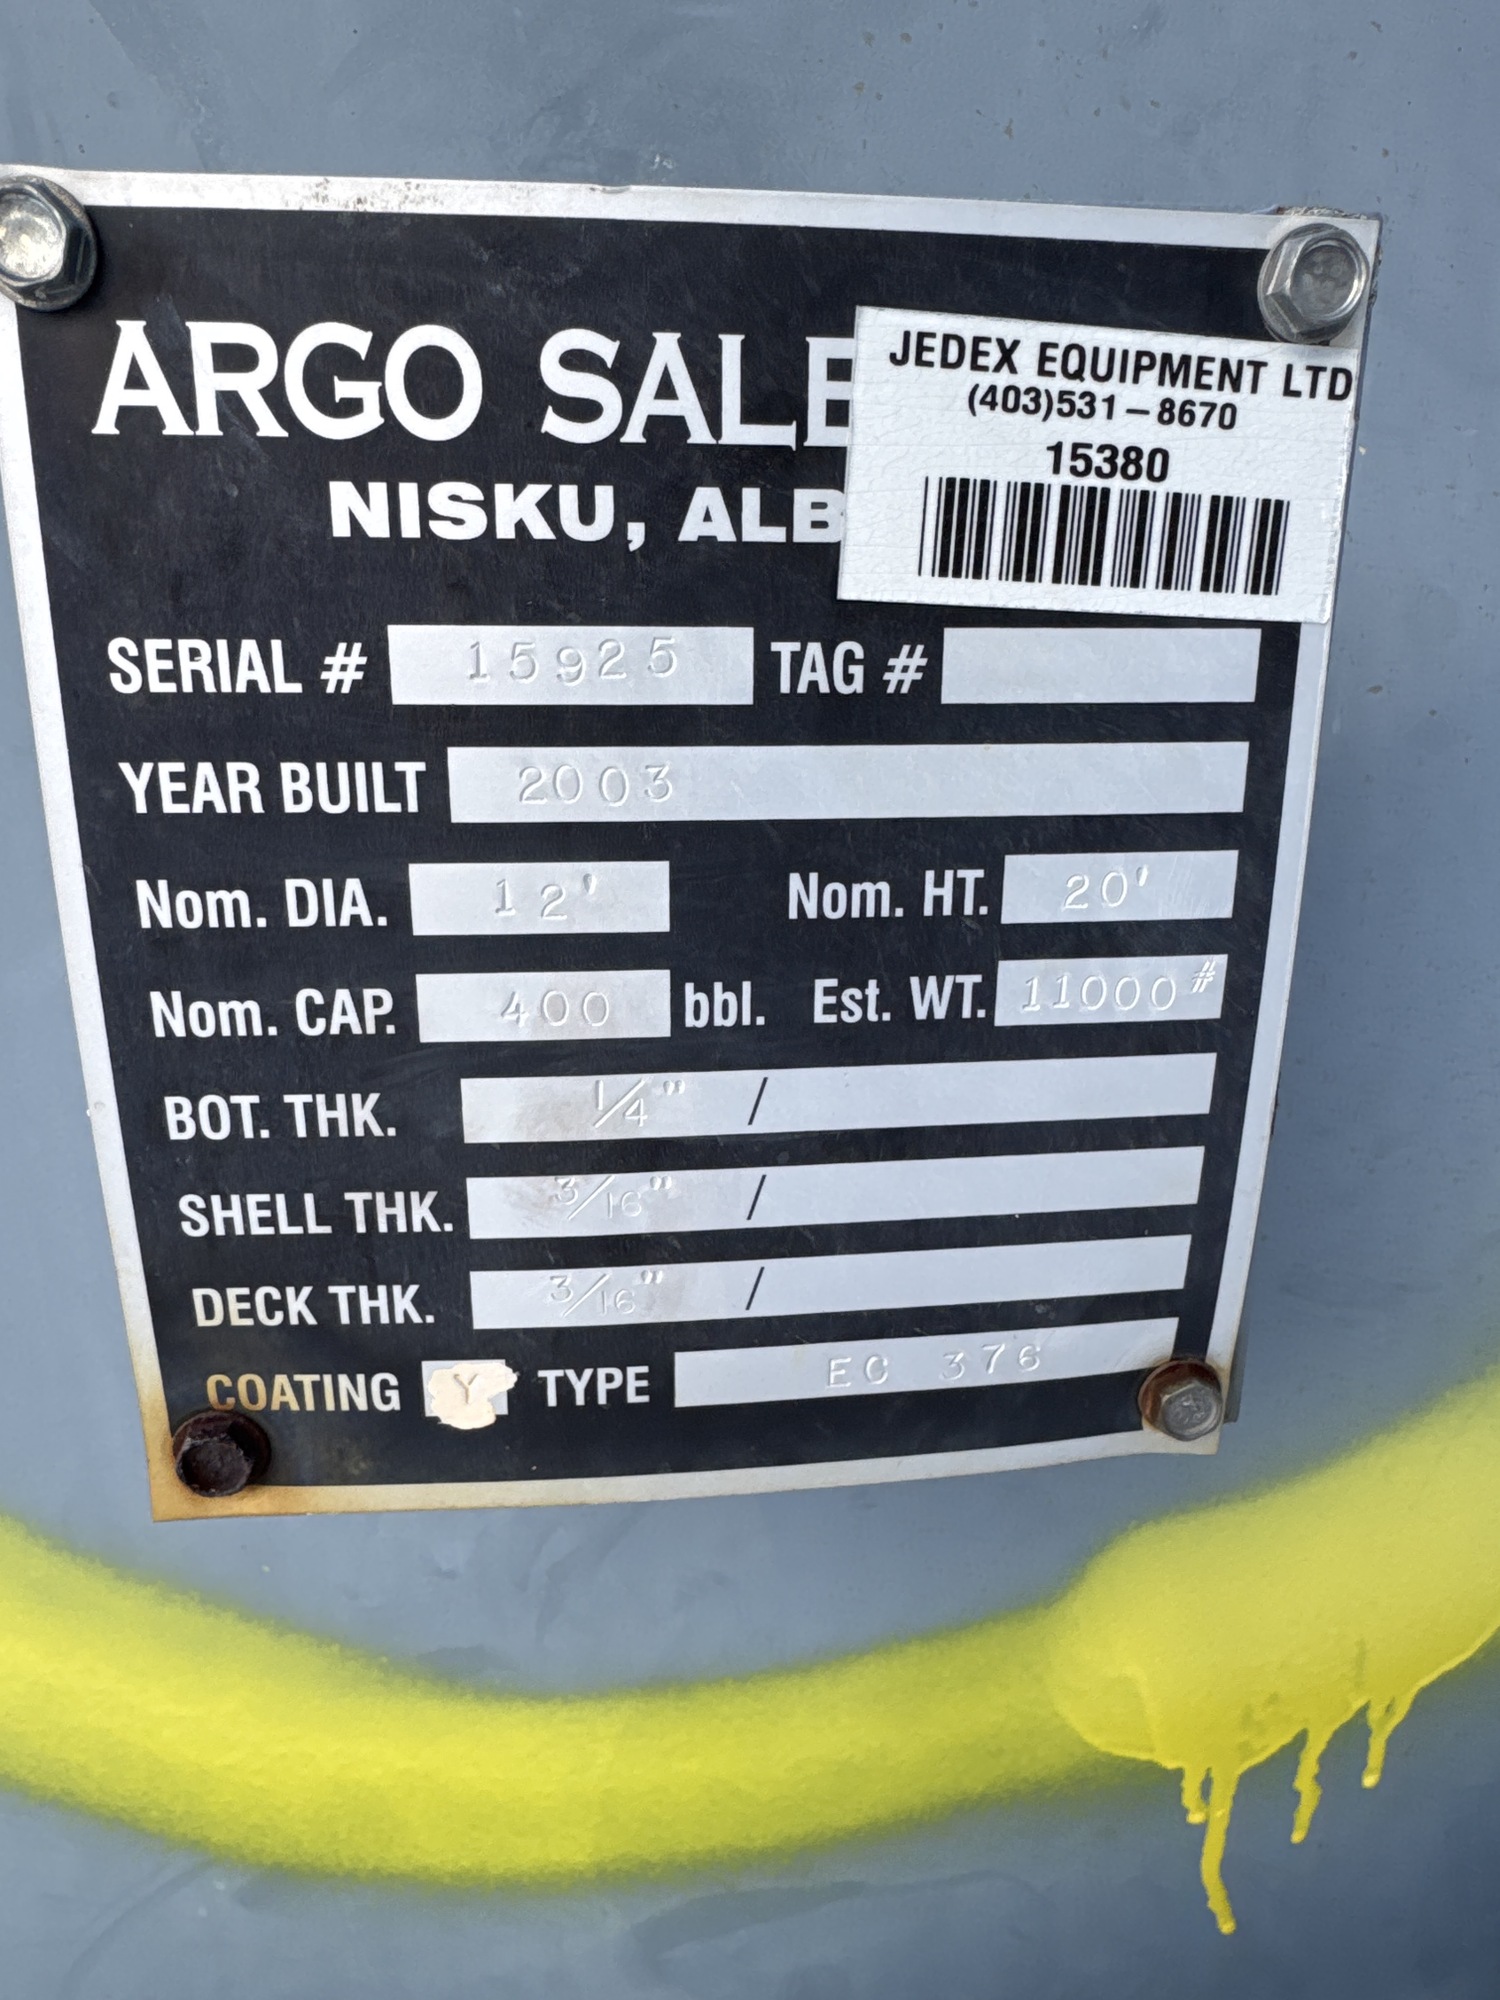 ARGO SALE
NISKU, ALB
JEDEX EQUIPMENT LTD
(403)531-8670
15380
SERIAL # 15925 TAG #
YEAR BUILT 2003
Nom. DIA. 12' Nom. HT. 20'
Nom. CAP. 400 bbl. Est. WT. 11000#
BOT. THK. 1/4" /
SHELL THK. 3/16" /
DECK THK. 3/16" /
COATING Y TYPE EC 376